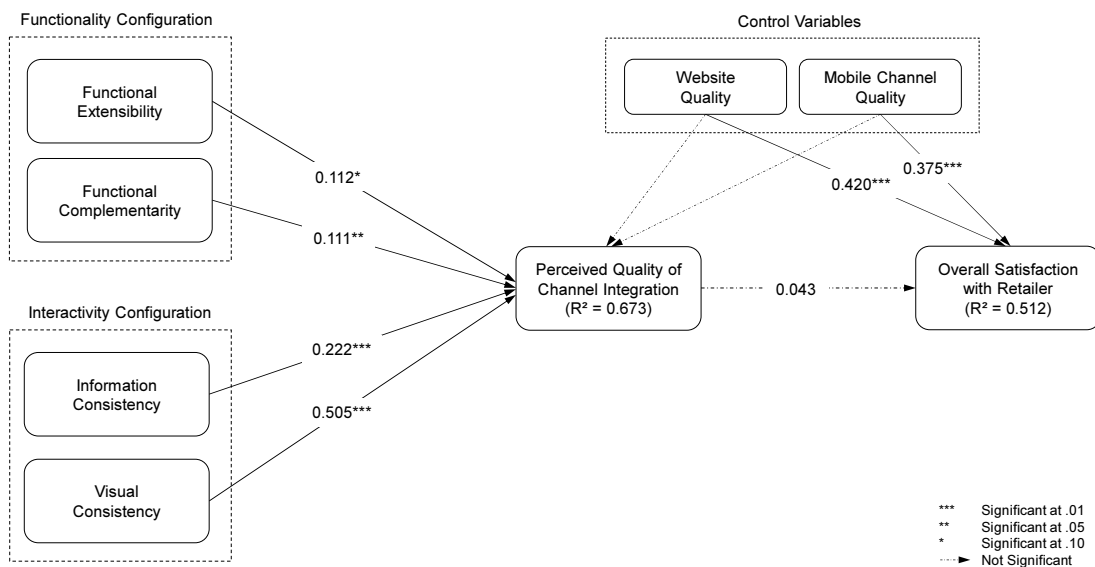 Functionality Configuration
Functional
Extensibility
Functional
Complementarity
Interactivity Configuration
Information
Consistency
Visual
Consistency
0.112*
0.111**
0.222***
0.505***
Control Variables
Website
Quality
Mobile Channel
Quality
0.420***
0.375***
Perceived Quality of
Channel Integration
(R² = 0.673)
0.043
Overall Satisfaction
with Retailer
(R² = 0.512)
*** Significant at .01
** Significant at .05
* Significant at .10
Not Significant